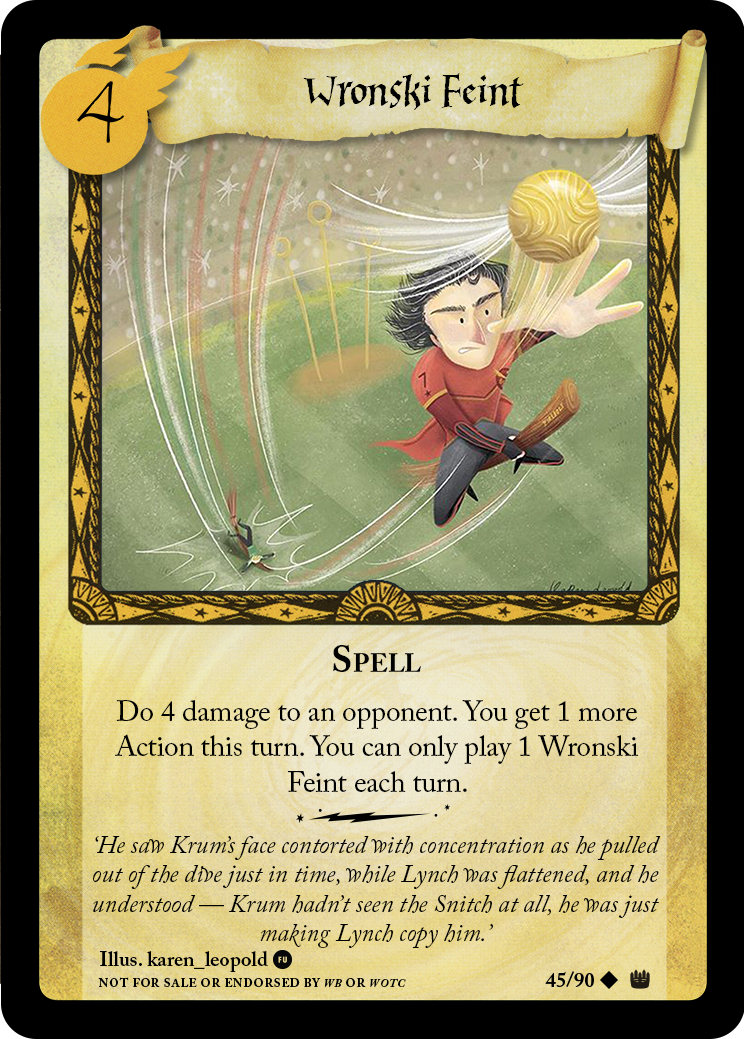 4
Wronski Feint
7
FIREBOLT
SPELL
Do 4 damage to an opponent. You get 1 more
Action this turn. You can only play 1 Wronski
Feint each turn.
‘He saw Krum’s face contorted with concentration as he pulled
out of the dive just in time, while Lynch was flattened, and he
understood — Krum hadn’t seen the Snitch at all, he was just
making Lynch copy him.’
Illus. karen_leopold FU
NOT FOR SALE OR ENDORSED BY WB OR WOTC
45/90